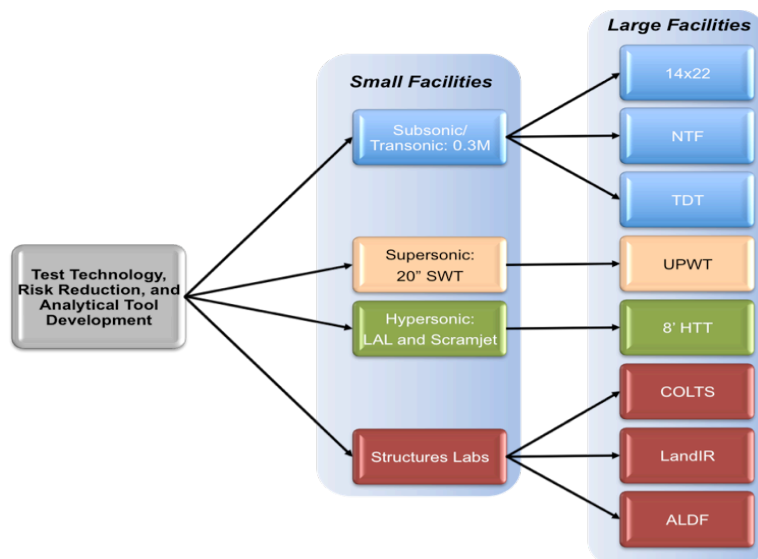 Large Facilities
Small Facilities
14x22
Subsonic/
Transonic: 0.3M
NTF
TDT
Test Technology,
Risk Reduction, and
Analytical Tool
Development
Supersonic:
20” SWT
UPWT
Hypersonic:
LAL and Scramjet
8’ HTT
COLTS
Structures Labs
LandIR
ALDF